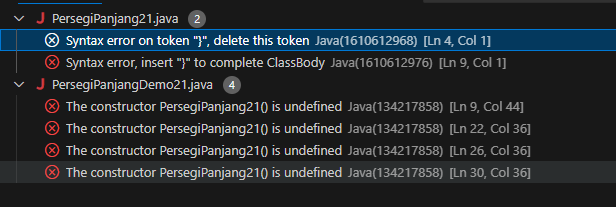 PersegiPanjang21.java 2
Syntax error on token "}", delete this token Java(1610612968) [Ln 4, Col 1]
Syntax error, insert "}" to complete ClassBody Java(1610612976) [Ln 9, Col 1]
PersegiPanjangDemo21.java 4
The constructor PersegiPanjang21() is undefined Java(134217858) [Ln 9, Col 44]
The constructor PersegiPanjang21() is undefined Java(134217858) [Ln 22, Col 36]
The constructor PersegiPanjang21() is undefined Java(134217858) [Ln 26, Col 36]
The constructor PersegiPanjang21() is undefined Java(134217858) [Ln 30, Col 36]